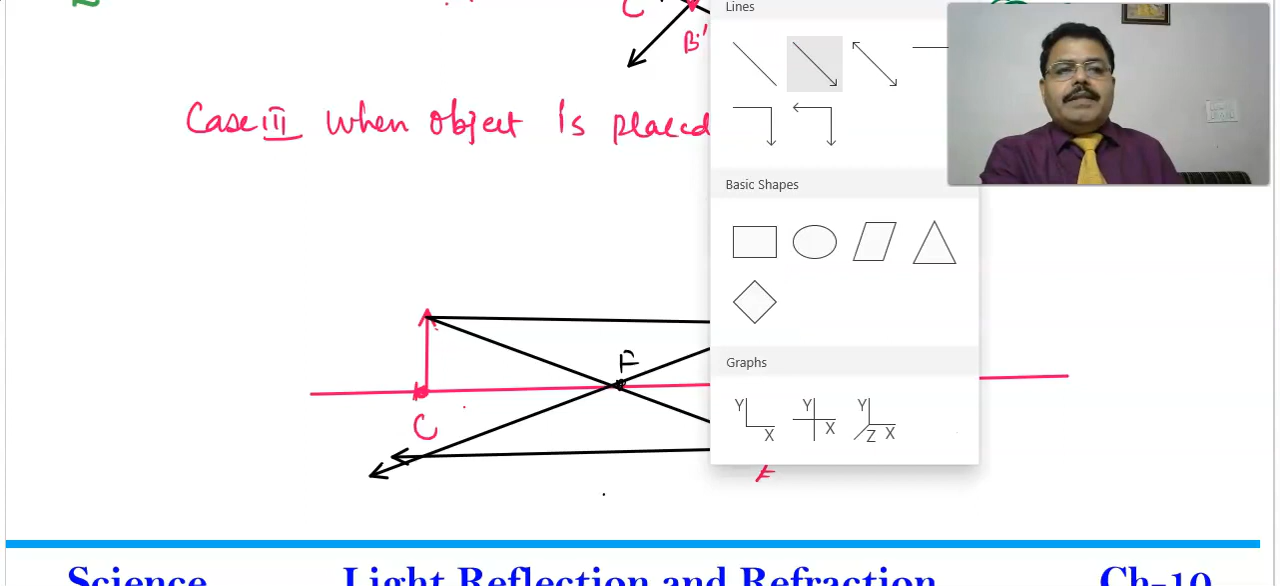 C
B'
Lines
Case III When object is placed
Basic Shapes
F
Graphs
Y X Y X Y Z X
C
Science Light Reflection and Refraction Ch-10